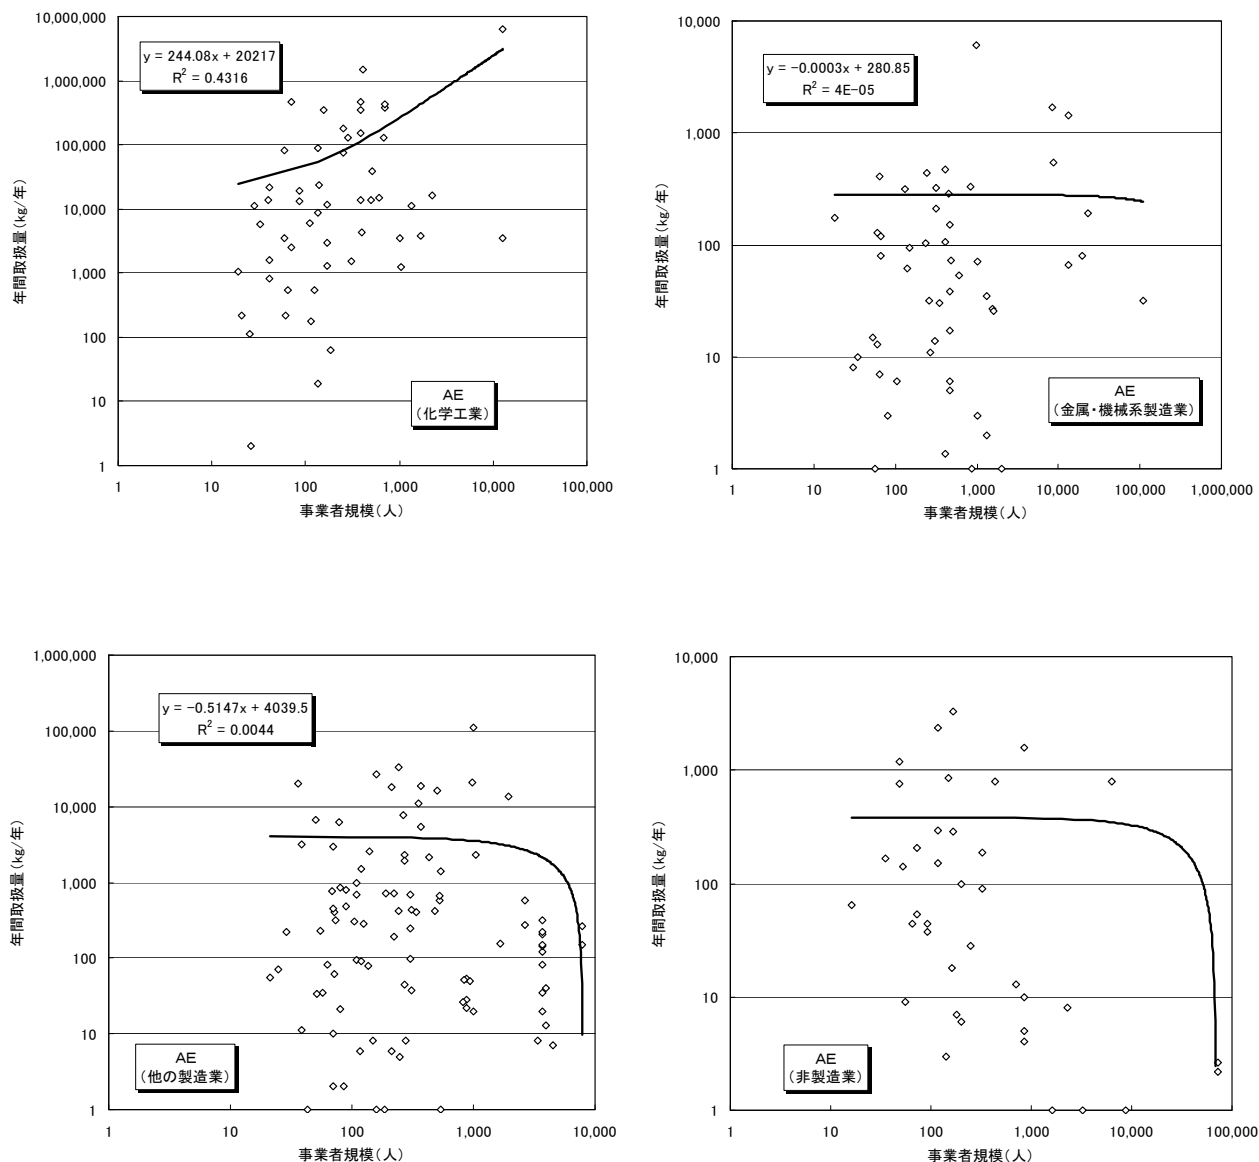 10,000,000
1,000,000
100,000
10,000
1,000
100
10
1
年間取扱量(kg/年)
y = 244.08x + 20217
R² = 0.4316
AE
(化学工業)
1 10 100 1,000 10,000 100,000
事業者規模(人)
10,000
1,000
100
10
1
年間取扱量(kg/年)
y = -0.0003x + 280.85
R² = 4E-05
AE
(金属・機械系製造業)
1 10 100 1,000 10,000 100,000 1,000,000
事業者規模(人)
1,000,000
100,000
10,000
1,000
100
10
1
年間取扱量(kg/年)
y = -0.5147x + 4039.5
R² = 0.0044
AE
(他の製造業)
1 10 100 1,000 10,000
事業者規模(人)
10,000
1,000
100
10
1
年間取扱量(kg/年)
AE
(非製造業)
1 10 100 1,000 10,000 100,000
事業者規模(人)